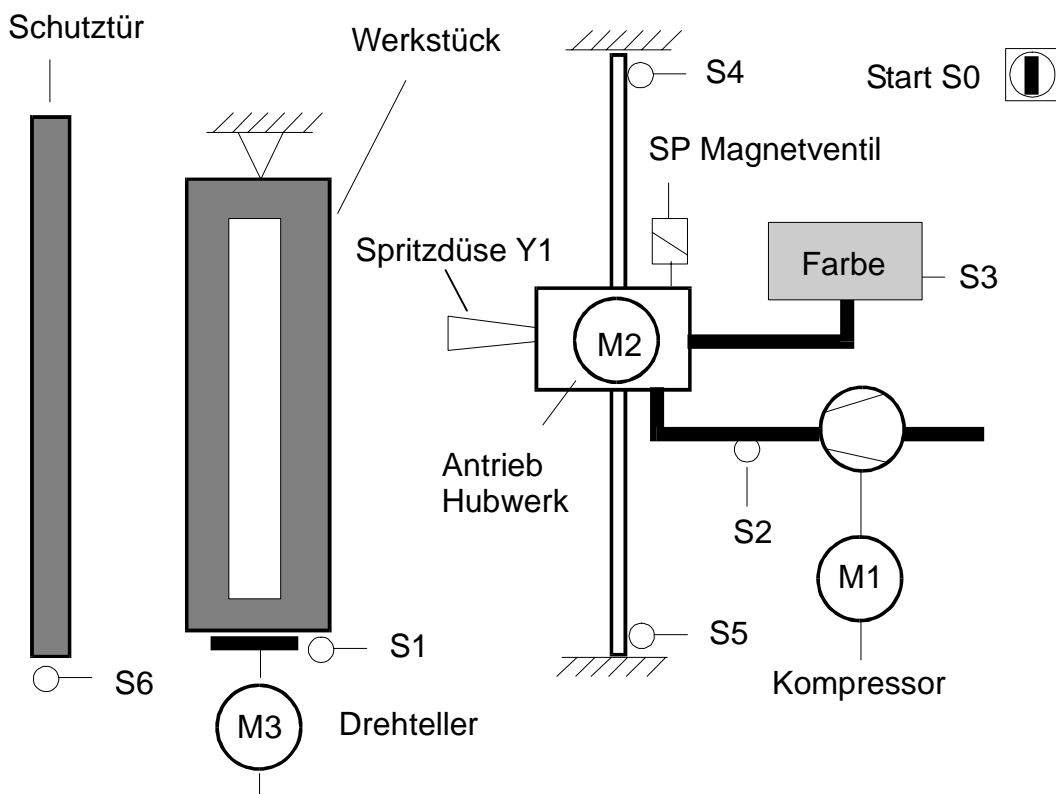 Schutztür
Werkstück
S4
Start S0
SP Magnetventil
Spritzdüse Y1
Farbe
S3
M2
Antrieb
Hubwerk
S2
M1
S5
S1
S6
Kompressor
M3
Drehteller